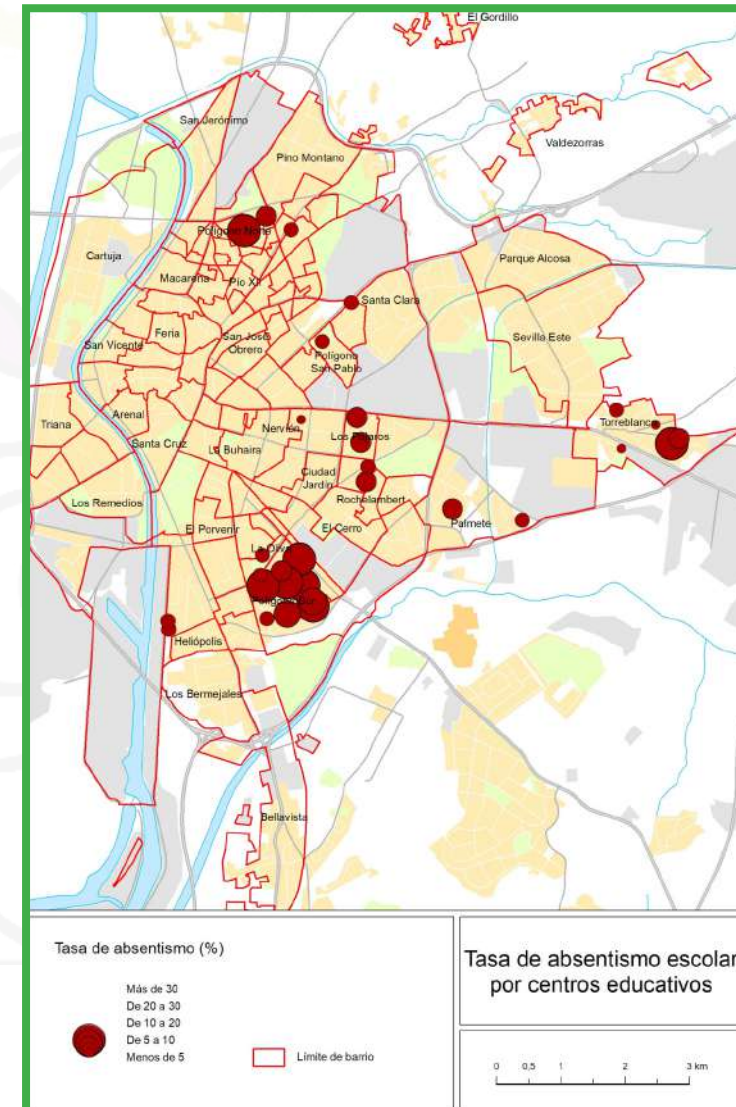 El Gordillo
San Jerónimo
Valdezorras
Pino Montano
Polígono Norte
Cartuja
Parque Alcosa
Macarena
Pío XII
Santa Clara
Feria
San José
Obrero
Sevilla Este
San Vicente
Polígono
San Pablo
Triana
Arenal
Nervión
Torreblanca
Santa Cruz
La Buhaira
Los Pájaros
Ciudad
Jardín
Los Remedios
Rochelambert
El Porvenir
El Cerro
Palmete
La Oliva
Heliópolis
Los Bermejales
Bellavista
Tasa de absentismo (%)
Más de 30
De 20 a 30
De 10 a 20
De 5 a 10
Menos de 5
Límite de barrio
Tasa de absentismo escolar
por centros educativos
0 0,5 1 2 3 km